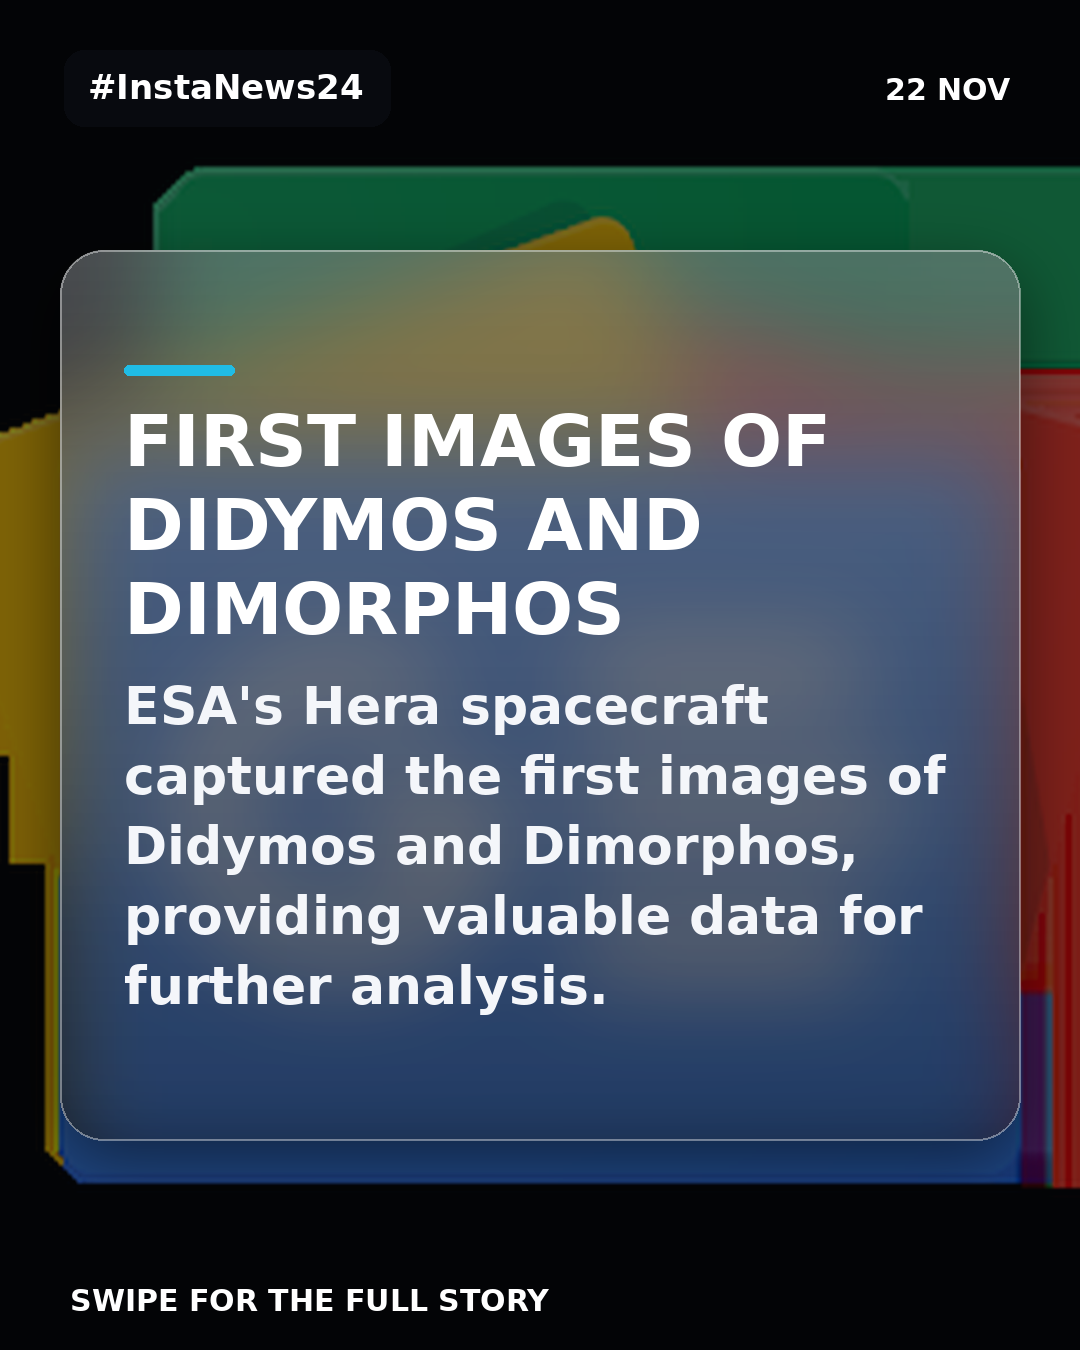 #InstaNews24
22 NOV
FIRST IMAGES OF
DIDYMOS AND
DIMORPHOS
ESA's Hera spacecraft
captured the first images of
Didymos and Dimorphos,
providing valuable data for
further analysis.
SWIPE FOR THE FULL STORY